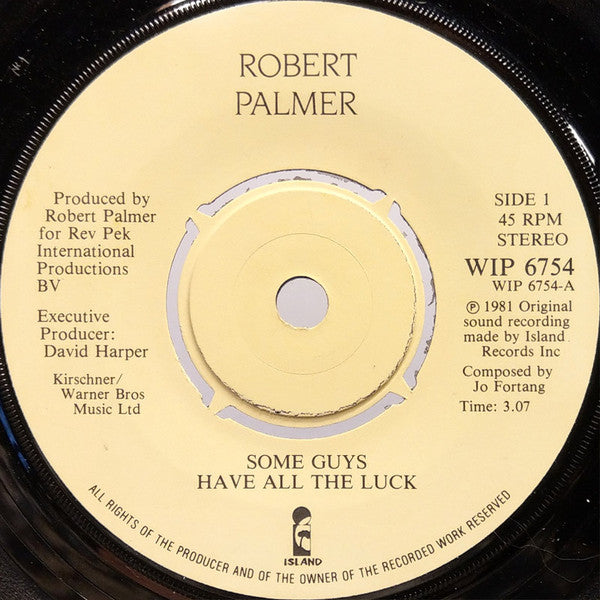 ROBERT
PALMER
Produced by
Robert Palmer
for Rev Pek
International
Productions
BV
Executive
Producer:
David Harper
Kirschner/
Warner Bros
Music Ltd
SIDE 1
45 RPM
STEREO
WIP 6754
WIP 6754-A
℗ 1981 Original
sound recording
made by Island
Records Inc
Composed by
Jo Fortang
Time: 3.07
SOME GUYS
HAVE ALL THE LUCK
ISLAND
ALL RIGHTS OF THE PRODUCER AND OF THE OWNER OF THE RECORDED WORK RESERVED